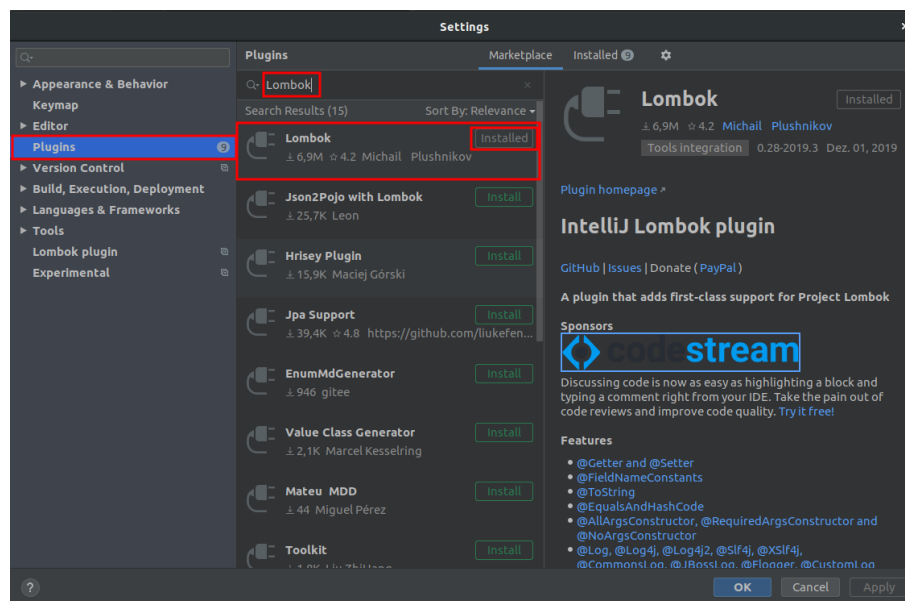 Settings
Appearance & Behavior
Keymap
Editor
Plugins 9
Version Control
Build, Execution, Deployment
Languages & Frameworks
Tools
Lombok plugin
Experimental
Plugins
Marketplace
Installed 9
Lombok
Search Results (15) Sort By: Relevance
Lombok Installed
6,9M 4.2 Michail Plushnikov
Json2Pojo with Lombok Install
25,7K Leon
Hrisey Plugin Install
15,9K Maciej Górski
Jpa Support Install
39,4K 4.8 https://github.com/liukefen...
EnumMdGenerator Install
946 gitee
Value Class Generator Install
2,1K Marcel Kesselring
Mateu MDD Install
44 Miguel Pérez
Toolkit Install
Lombok Installed
6,9M 4.2 Michail Plushnikov
Tools integration 0.28-2019.3 Dez. 01, 2019
Plugin homepage
IntelliJ Lombok plugin
GitHub | Issues | Donate ( PayPal )
A plugin that adds first-class support for Project Lombok
Sponsors
codestream
Discussing code is now as easy as highlighting a block and
typing a comment right from your IDE. Take the pain out of
code reviews and improve code quality. Try it free!
Features
@Getter and @Setter
@FieldNameConstants
@ToString
@EqualsAndHashCode
@AllArgsConstructor, @RequiredArgsConstructor and
@NoArgsConstructor
@Log, @Log4j, @Log4j2, @Slf4j, @XSlf4j,
@CommonsLog, @JBossLog, @Flogger, @CustomLog
?
OK
Cancel
Apply